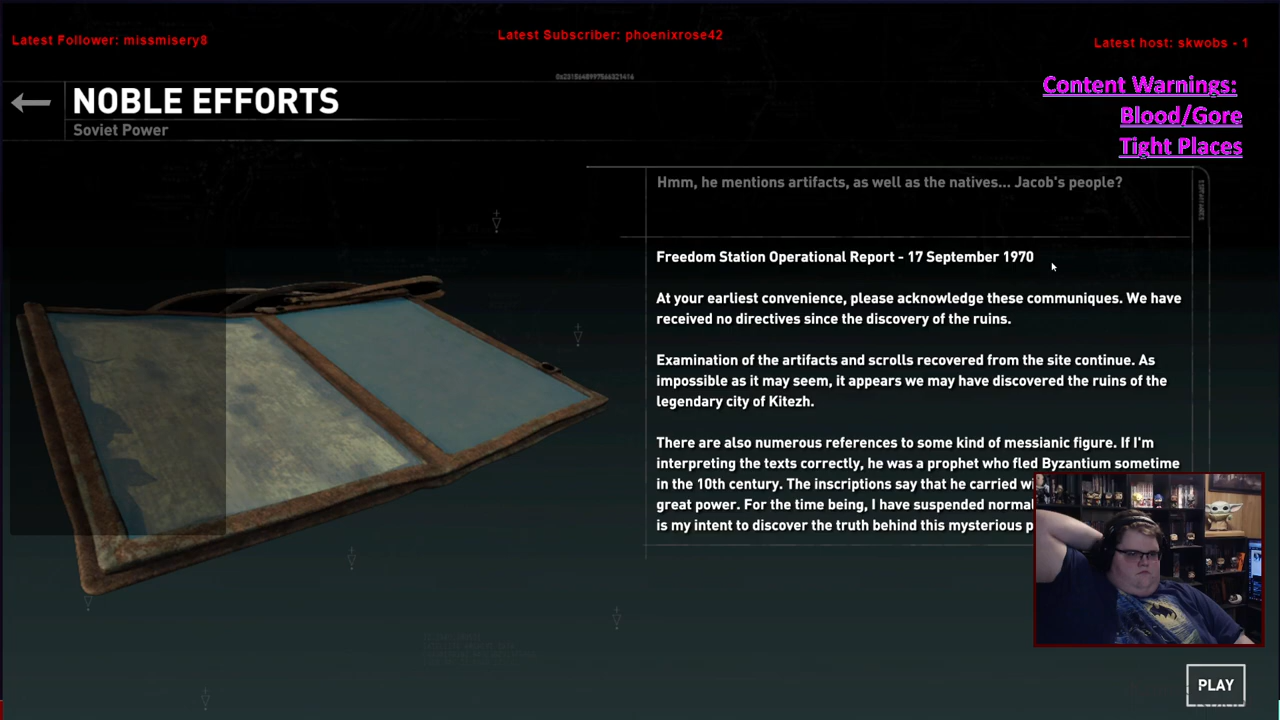 Latest Follower: missmisery8
Latest Subscriber: phoenixrose42
Latest host: skwobs - 1
Content Warnings:
Blood/Gore
Tight Places
NOBLE EFFORTS
Soviet Power
Hmm, he mentions artifacts, as well as the natives... Jacob's people?
Freedom Station Operational Report - 17 September 1970
At your earliest convenience, please acknowledge these communiques. We have
received no directives since the discovery of the ruins.
Examination of the artifacts and scrolls recovered from the site continue. As
impossible as it may seem, it appears we may have discovered the ruins of the
legendary city of Kitezh.
There are also numerous references to some kind of messianic figure. If I'm
interpreting the texts correctly, he was a prophet who fled Byzantium sometime
in the 10th century. The inscriptions say that he carried
great power. For the time being, I have suspended
is my intent to discover the truth behind this mysterious
PLAY